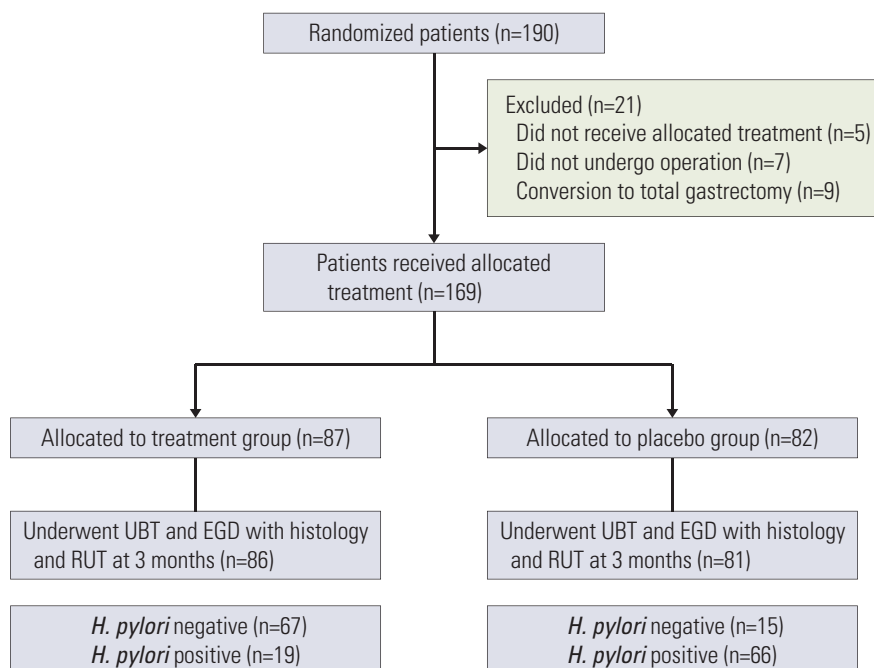 Randomized patients (n=190)
Excluded (n=21)
Did not receive allocated treatment (n=5)
Did not undergo operation (n=7)
Conversion to total gastrectomy (n=9)
Patients received allocated
treatment (n=169)
Allocated to treatment group (n=87)
Allocated to placebo group (n=82)
Underwent UBT and EGD with histology
and RUT at 3 months (n=86)
Underwent UBT and EGD with histology
and RUT at 3 months (n=81)
H. pylori negative (n=67)
H. pylori positive (n=19)
H. pylori negative (n=15)
H. pylori positive (n=66)